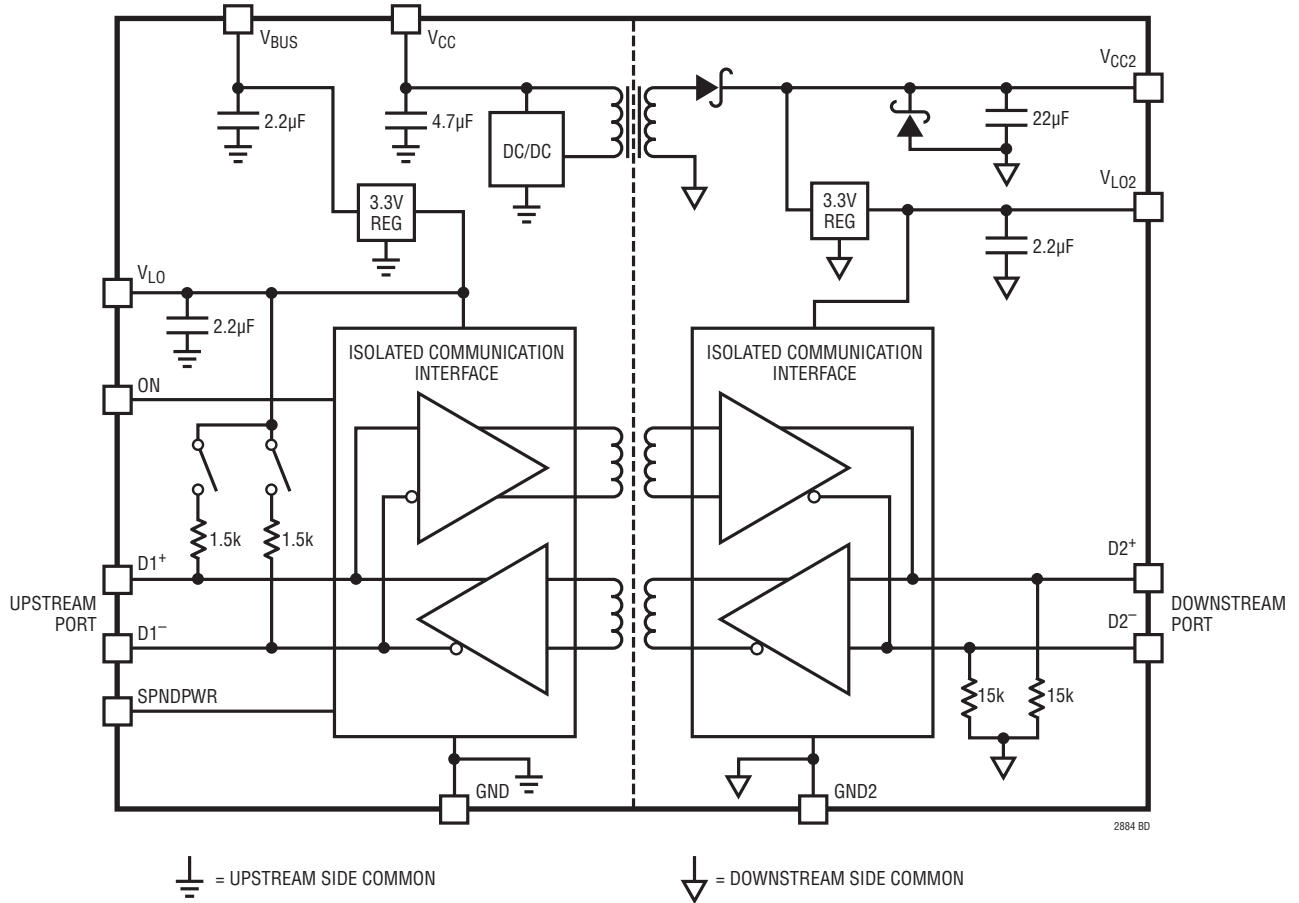 VBUS
VCC
VCC2
2.2µF
4.7µF
22µF
DC/DC
VLO2
3.3V
REG
3.3V
REG
2.2µF
VLO
2.2µF
ISOLATED COMMUNICATION
INTERFACE
ISOLATED COMMUNICATION
INTERFACE
ON
1.5k
1.5k
D1+
D2+
UPSTREAM
PORT
DOWNSTREAM
PORT
D1−
D2−
SPNDPWR
15k
15k
GND
GND2
2884 BD
= UPSTREAM SIDE COMMON
= DOWNSTREAM SIDE COMMON